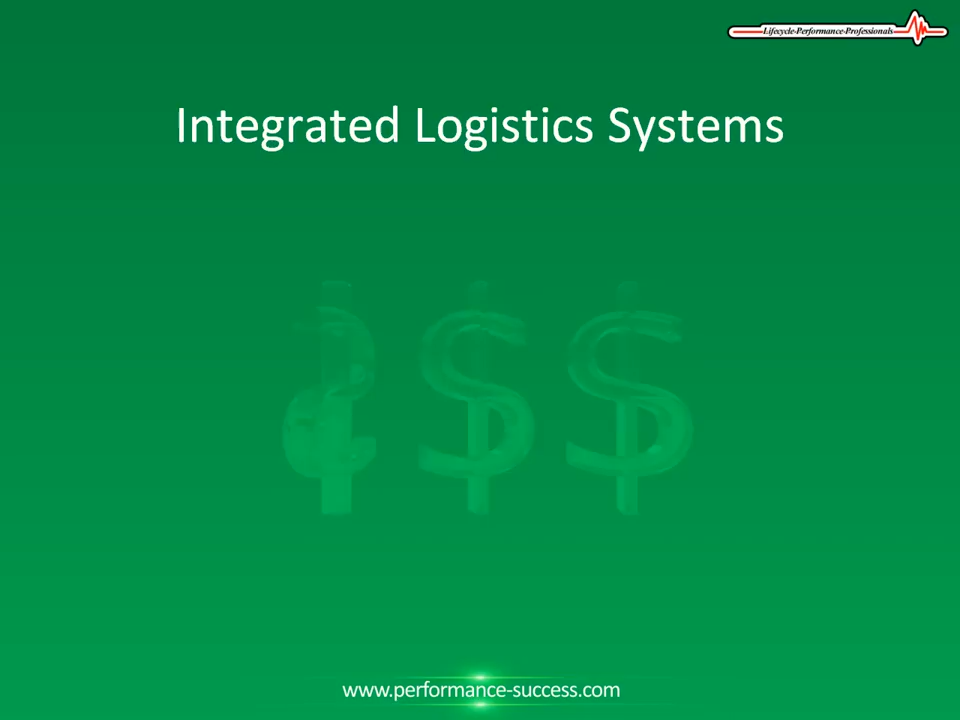 Lifecycle-Performance-Professionals
Integrated Logistics Systems
$$$
www.performance-success.com